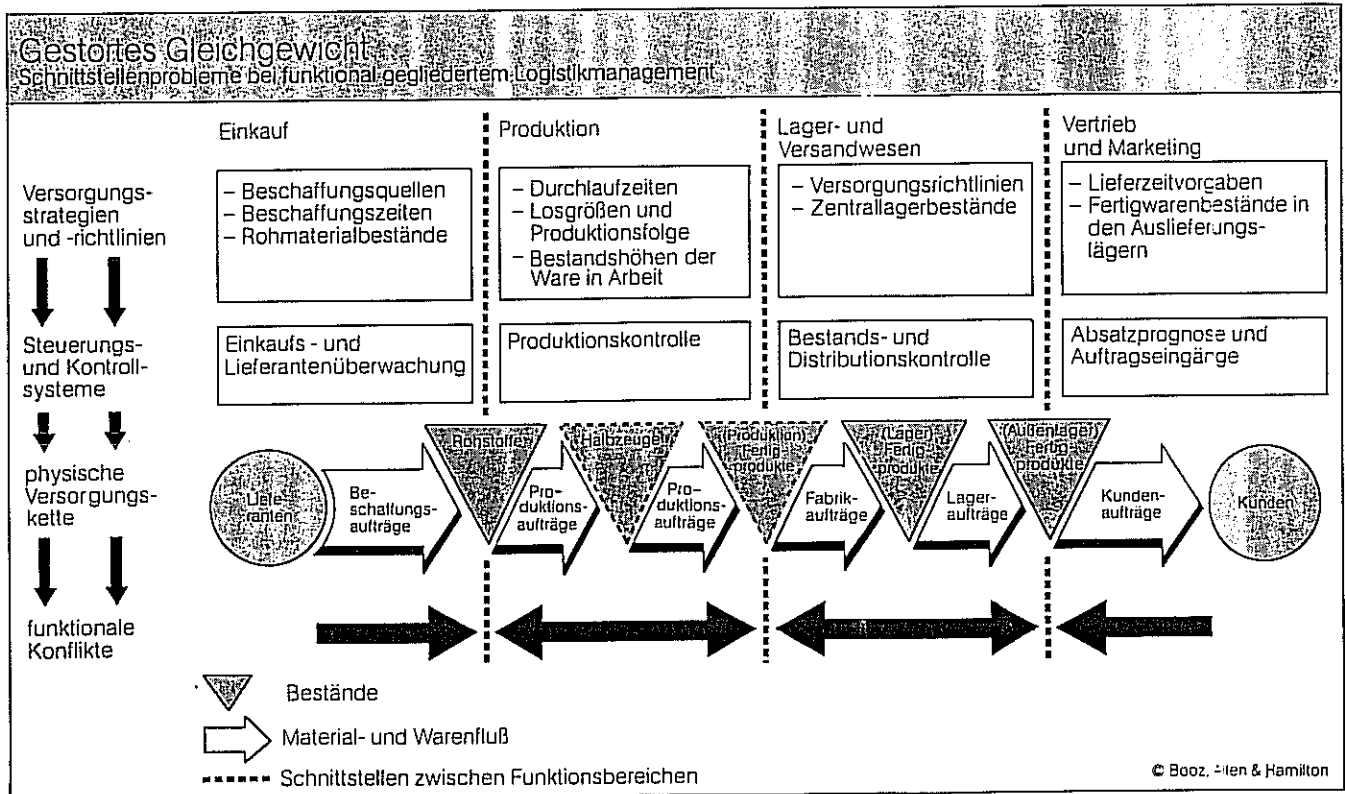 Gestörtes Gleichgewicht
Schnittstellenprobleme bei funktional gegliedertem Logistikmanagement
Einkauf
Produktion
Lager- und
Versandwesen
Vertrieb
und Marketing
Versorgungs-
strategien
und -richtlinien
– Beschaffungsquellen
– Beschaffungszeiten
– Rohmaterialbestände
– Durchlaufzeiten
– Losgrößen und
Produktionsfolge
– Bestandshöhen der
Ware in Arbeit
– Versorgungsrichtlinien
– Zentrallagerbestände
– Lieferzeitvorgaben
– Fertigwarenbestände in
den Auslieferungs-
lägern
Steuerungs-
und Kontroll-
systeme
Einkaufs - und
Lieferantenüberwachung
Produktionskontrolle
Bestands- und
Distributionskontrolle
Absatzprognose und
Auftragseingänge
physische
Versorgungs-
kette
Liefe-
ranten
Be-
schaffungs-
aufträge
Rohstoffe
Pro-
duktions-
aufträge
Halbzeuge
Pro-
duktions-
aufträge
(Produktion)
Fertig-
produkte
Fabrik-
aufträge
(Lager)
Fertig-
produkte
Lager-
aufträge
(Außenlager)
Fertig-
produkte
Kunden-
aufträge
Kunden
funktionale
Konflikte
Bestände
Material- und Warenfluß
Schnittstellen zwischen Funktionsbereichen
© Booz, Allen & Hamilton